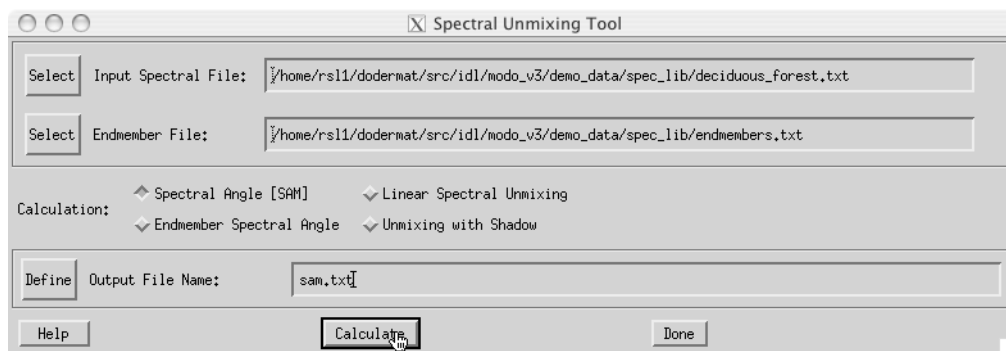 X Spectral Unmixing Tool
Select Input Spectral File: /home/rsl1/dodermat/src/idl/modo_v3/demo_data/spec_lib/deciduous_forest.txt
Select Endmember File: /home/rsl1/dodermat/src/idl/modo_v3/demo_data/spec_lib/endmembers.txt
Calculation: Spectral Angle [SAM] Linear Spectral Unmixing
Endmember Spectral Angle Unmixing with Shadow
Define Output File Name: sam.txt
Help Calculate Done